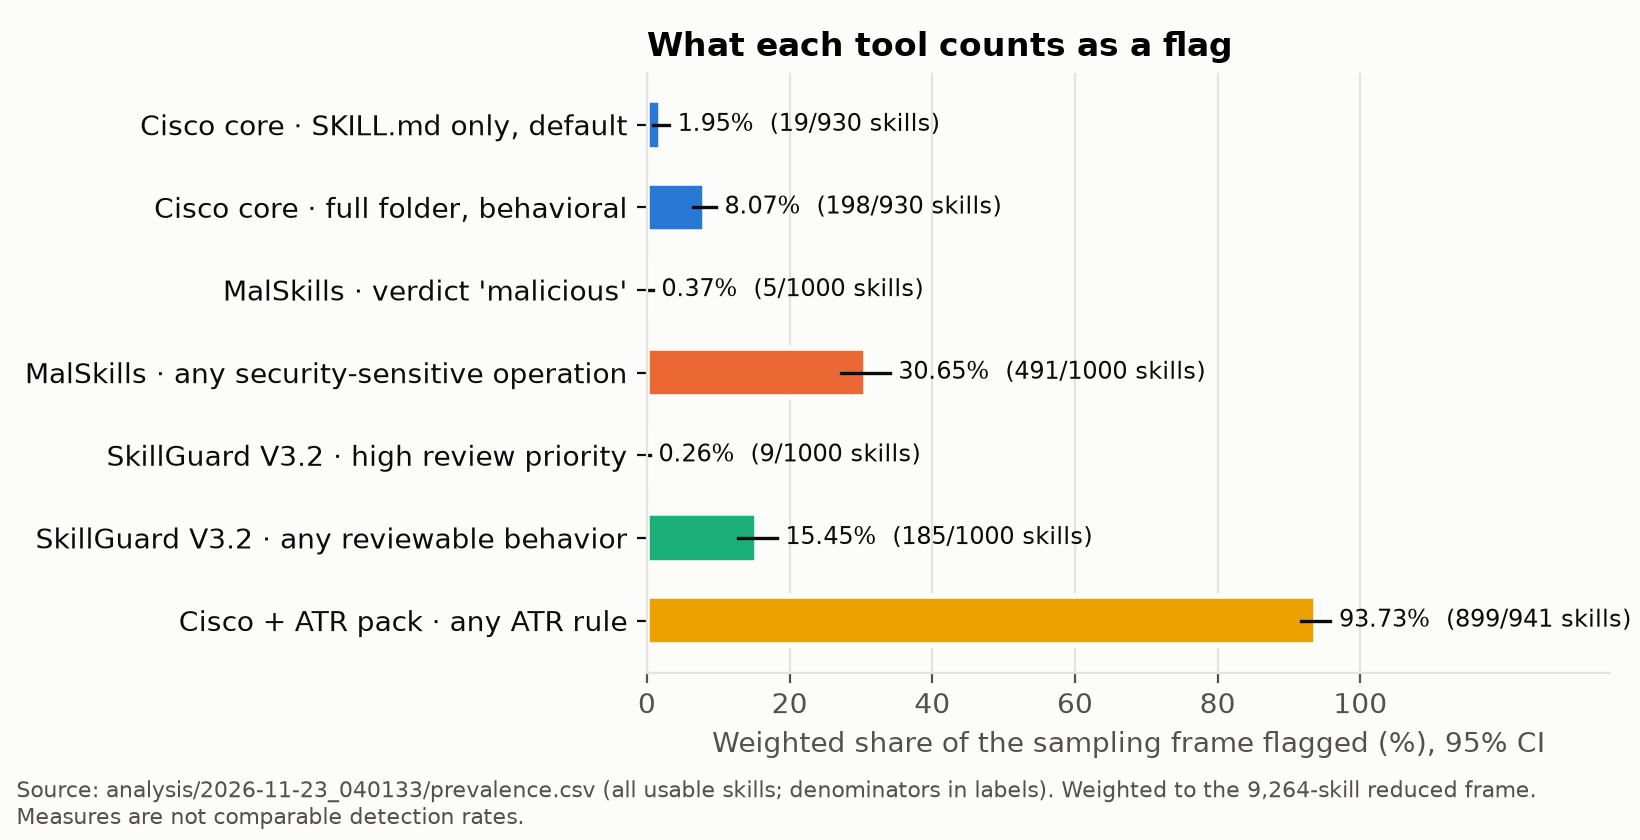 What each tool counts as a flag
Cisco core · SKILL.md only, default
1.95% (19/930 skills)
Cisco core · full folder, behavioral
8.07% (198/930 skills)
MalSkills · verdict 'malicious'
0.37% (5/1000 skills)
MalSkills · any security-sensitive operation
30.65% (491/1000 skills)
SkillGuard V3.2 · high review priority
0.26% (9/1000 skills)
SkillGuard V3.2 · any reviewable behavior
15.45% (185/1000 skills)
Cisco + ATR pack · any ATR rule
93.73% (899/941 skills)
0 20 40 60 80 100
Weighted share of the sampling frame flagged (%), 95% CI
Source: analysis/2026-11-23_040133/prevalence.csv (all usable skills; denominators in labels). Weighted to the 9,264-skill reduced frame.
Measures are not comparable detection rates.